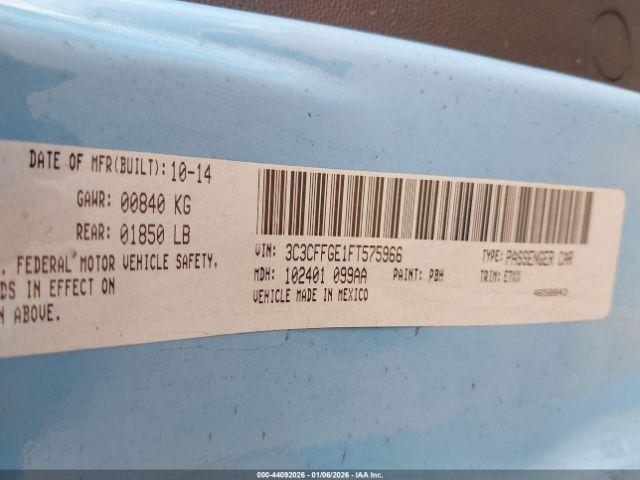 DATE OF MFR(BUILT): 10-14
GAWR: 00840 KG
REAR: 01850 LB
. FEDERAL MOTOR VEHICLE SAFETY,
DS IN EFFECT ON
N ABOVE.
VIN: 3C3CFFGE1FT575966
TYPE: PASSENGER CAR
MDH: 102401 099AA
PAINT: PBH
TRIM: E7XX
VEHICLE MADE IN MEXICO
000-44092026 - 01/06/2026 - IAA Inc.